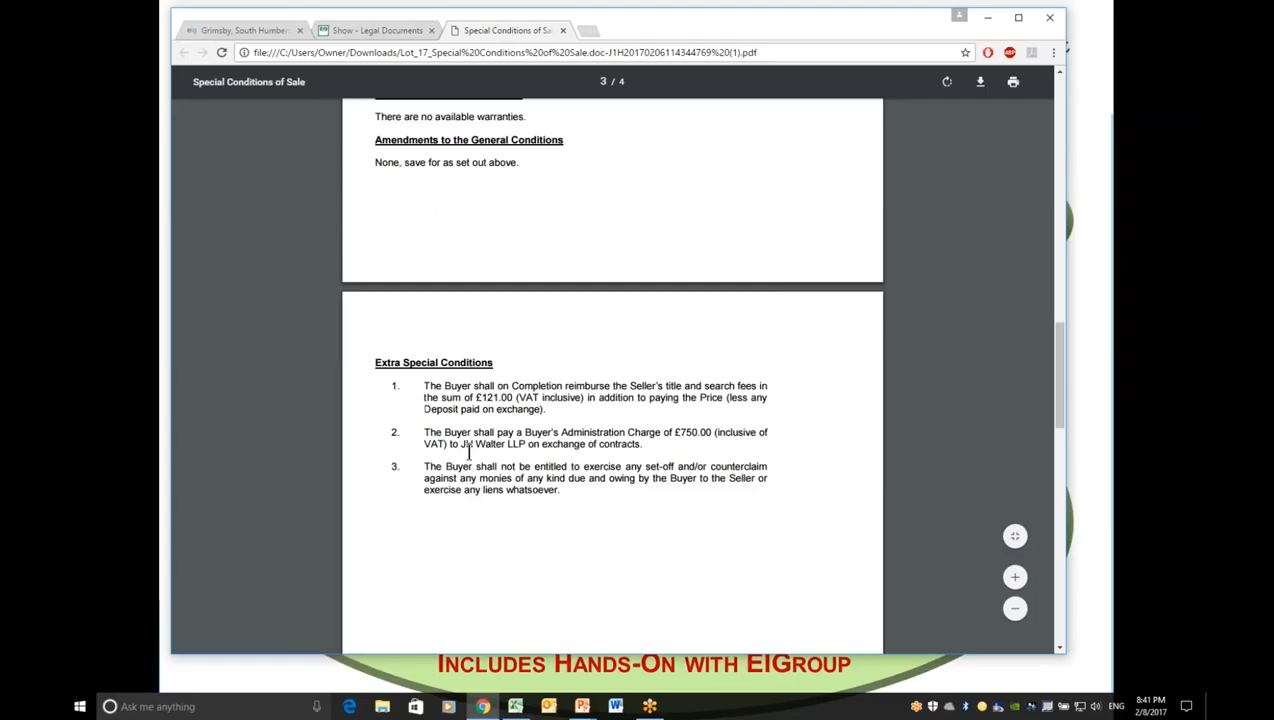 Grimsby, South Humber
Show - Legal Documents
Special Conditions of Sa
file:///C:/Users/Owner/Downloads/Lot_17_Special%20Conditions%20of%20Sale.doc-J1H20170206114344769%20(1).pdf
ABP
Special Conditions of Sale
3 / 4
There are no available warranties.
Amendments to the General Conditions
None, save for as set out above.
Extra Special Conditions
1. The Buyer shall on Completion reimburse the Seller's title and search fees in
the sum of £121.00 (VAT inclusive) in addition to paying the Price (less any
Deposit paid on exchange).
2. The Buyer shall pay a Buyer's Administration Charge of £750.00 (inclusive of
VAT) to JH Walter LLP on exchange of contracts.
3. The Buyer shall not be entitled to exercise any set-off and/or counterclaim
against any monies of any kind due and owing by the Buyer to the Seller or
exercise any liens whatsoever.
INCLUDES HANDS-ON WITH EIGROUP
Ask me anything
ENG
8:41 PM
2/8/2017